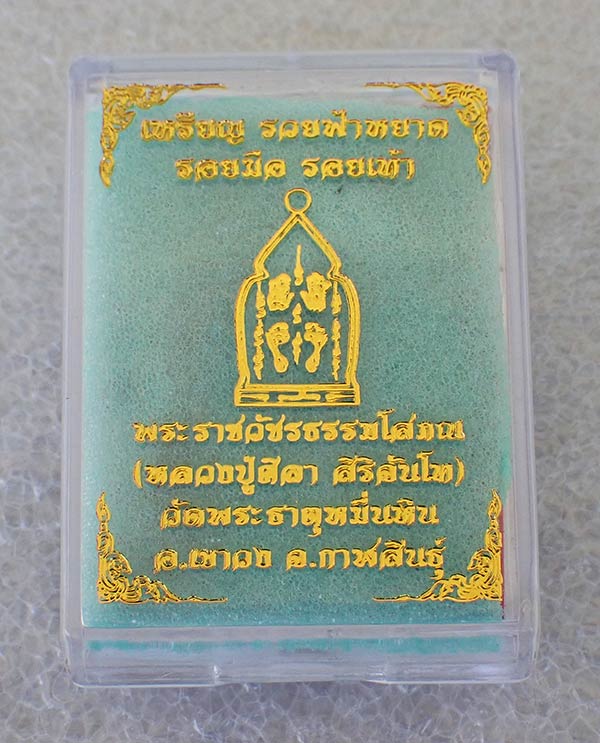 เหรียญ รวยฟ้าหยาด
รอยมือ รอยเท้า
พระราชวัชรธรรมโสภณ
(หลวงปู่ศิลา สิริจันโท)
วัดพระธาตุหมื่นหิน
อ.เขาวง จ.กาฬสินธุ์